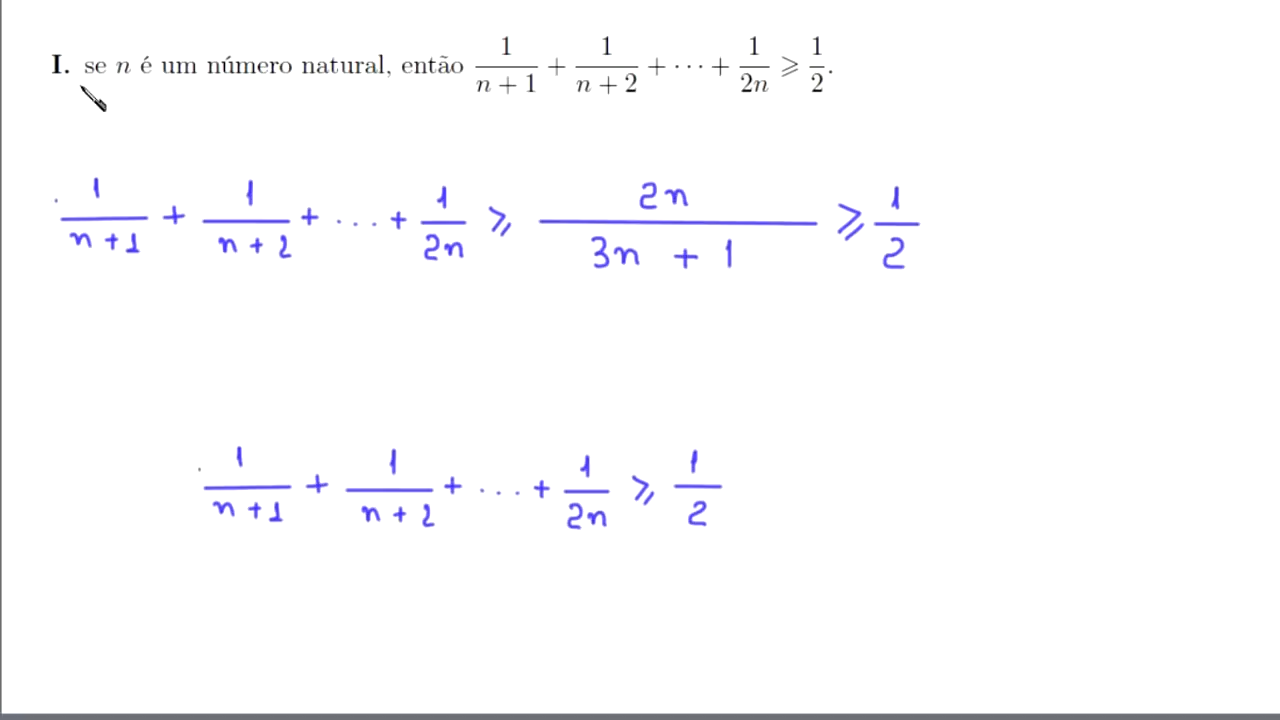 I. se n é um número natural, então 1/(n + 1) + 1/(n + 2) + ⋯ + 1/(2n) ⩾ 1/2.
1/(n + 1) + 1/(n + 2) + ... + 1/(2n) ⩾ 2n/(3n + 1) ⩾ 1/2
1/(n + 1) + 1/(n + 2) + ... + 1/(2n) ⩾ 1/2